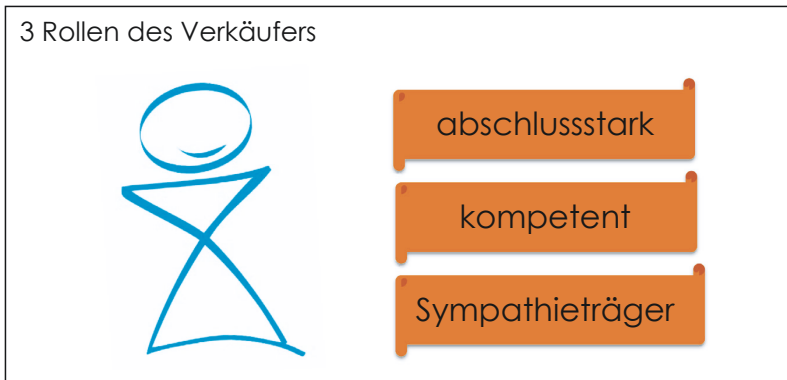 3 Rollen des Verkäufers
abschlussstark
kompetent
Sympathieträger